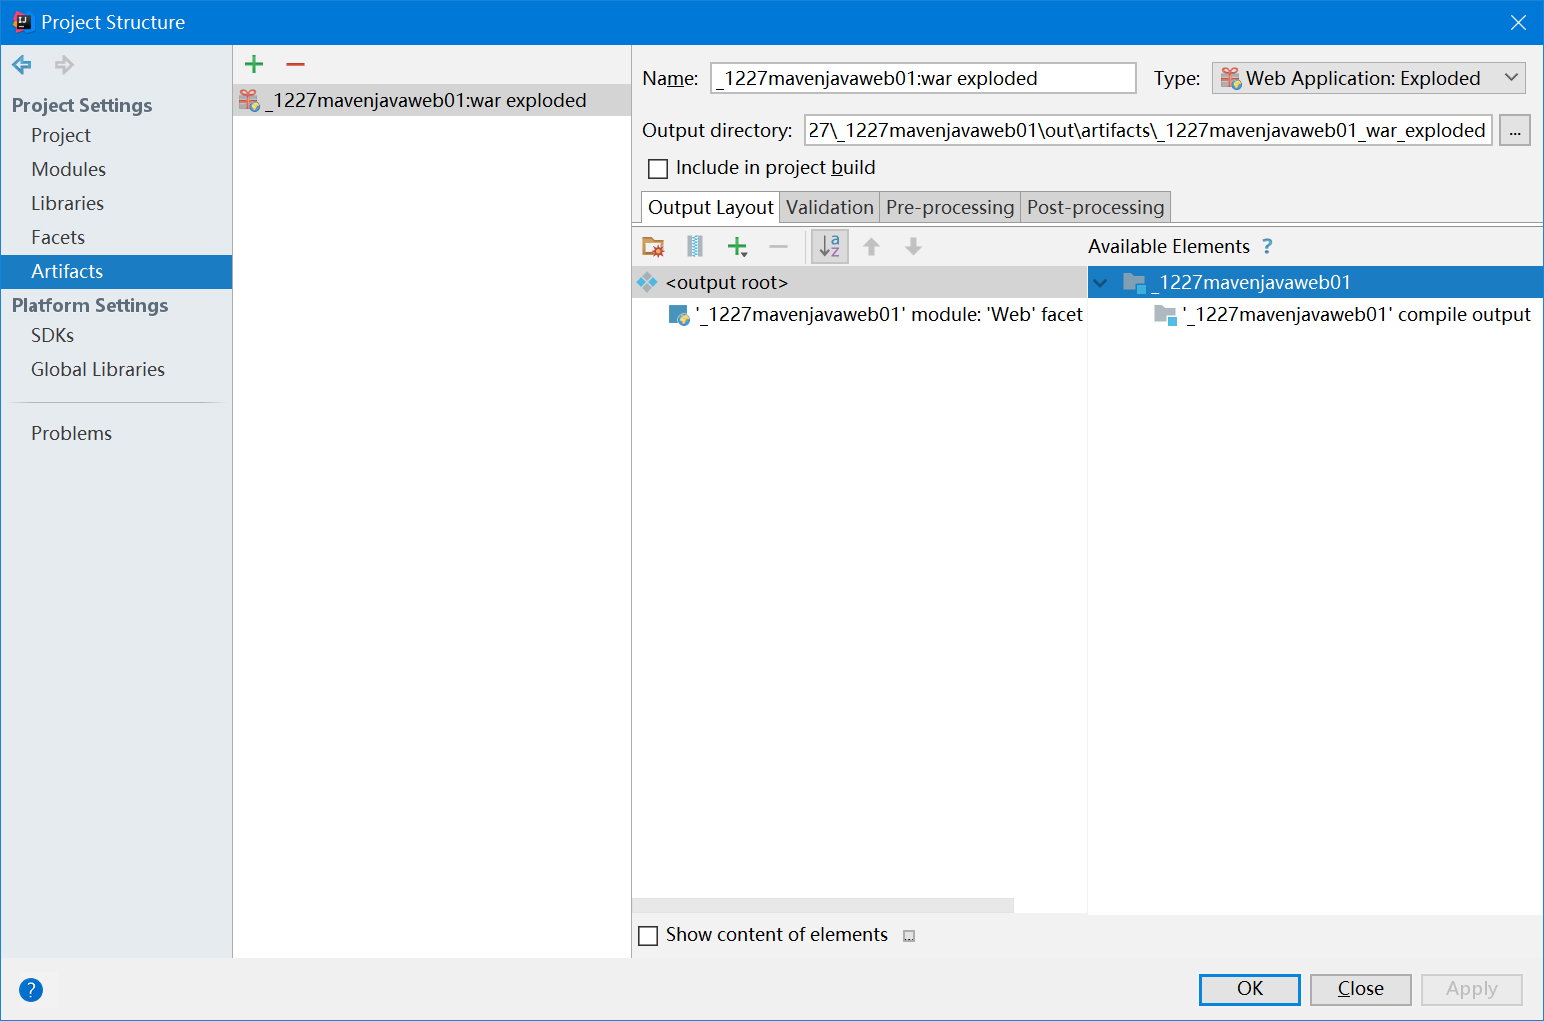 Project Structure
Project Settings
Project
Modules
Libraries
Facets
Artifacts
Platform Settings
SDKs
Global Libraries
Problems
_1227mavenjavaweb01:war exploded
Name: _1227mavenjavaweb01:war exploded Type: Web Application: Exploded
Output directory: 27\_1227mavenjavaweb01\out\artifacts\_1227mavenjavaweb01_war_exploded ...
Include in project build
Output Layout Validation Pre-processing Post-processing
Available Elements ?
<output root>
'_1227mavenjavaweb01' module: 'Web' facet
_1227mavenjavaweb01
'_1227mavenjavaweb01' compile output
Show content of elements ...
? OK Close Apply